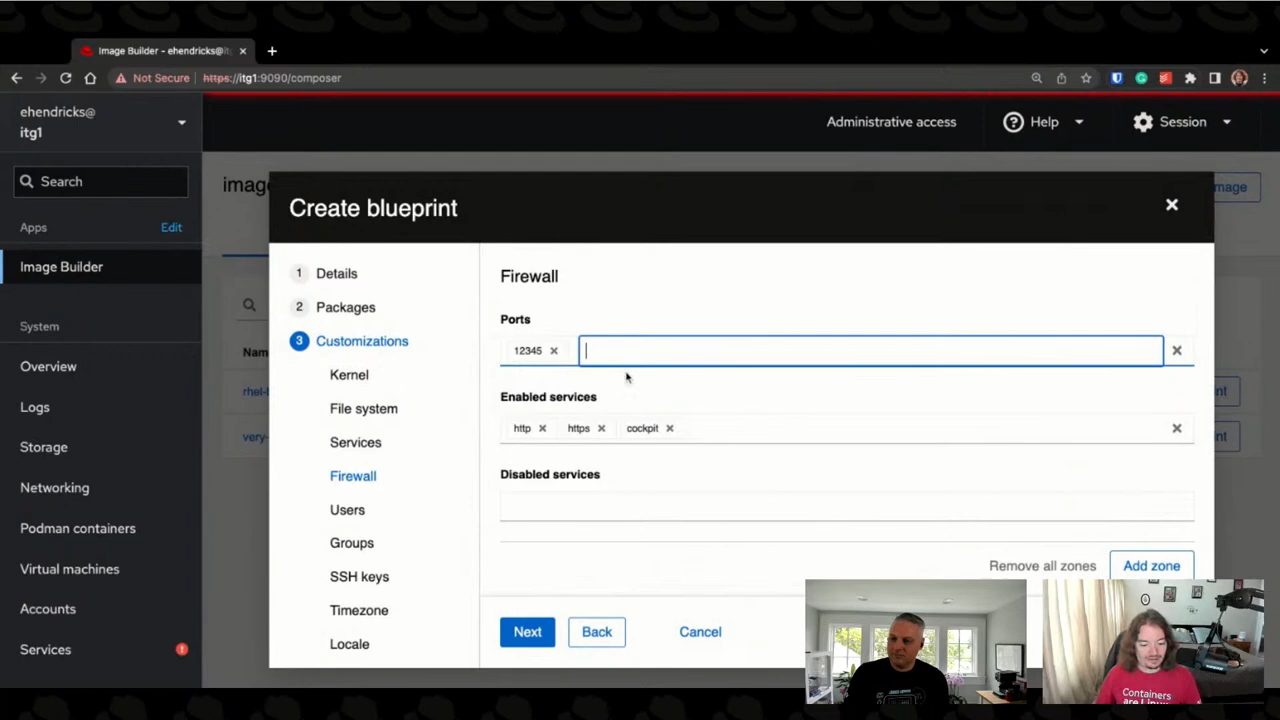 Image Builder - ehendricks@itg
Not Secure
https://itg1:9090/composer
ehendricks@
itg1
Administrative access
Help
Session
Search
Apps
Edit
Image Builder
System
Overview
Logs
Storage
Networking
Podman containers
Virtual machines
Accounts
Services
1
Create blueprint
1 Details
2 Packages
3 Customizations
Kernel
File system
Services
Firewall
Users
Groups
SSH keys
Timezone
Locale
Firewall
Ports
12345
Enabled services
http https cockpit
Disabled services
Remove all zones
Add zone
Next
Back
Cancel
Containers
are Linux